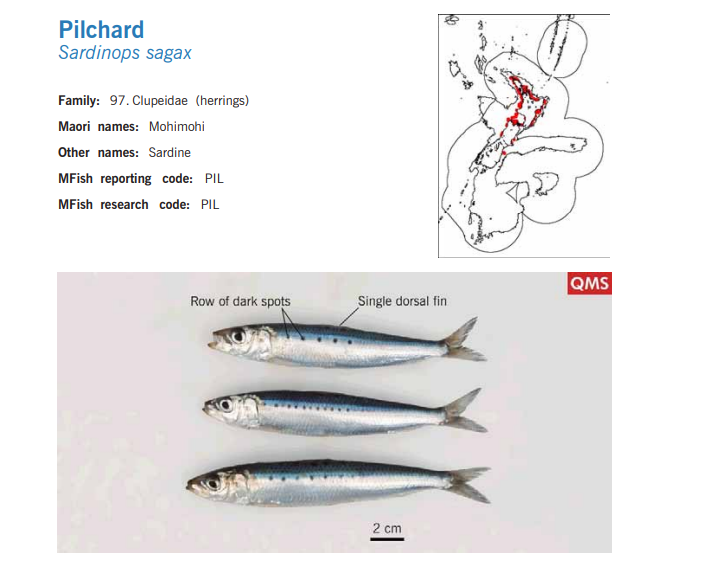 Pilchard
Sardinops sagax
Family: 97. Clupeidae (herrings)
Maori names: Mohimohi
Other names: Sardine
MFish reporting code: PIL
MFish research code: PIL
QMS
Row of dark spots
Single dorsal fin
2 cm